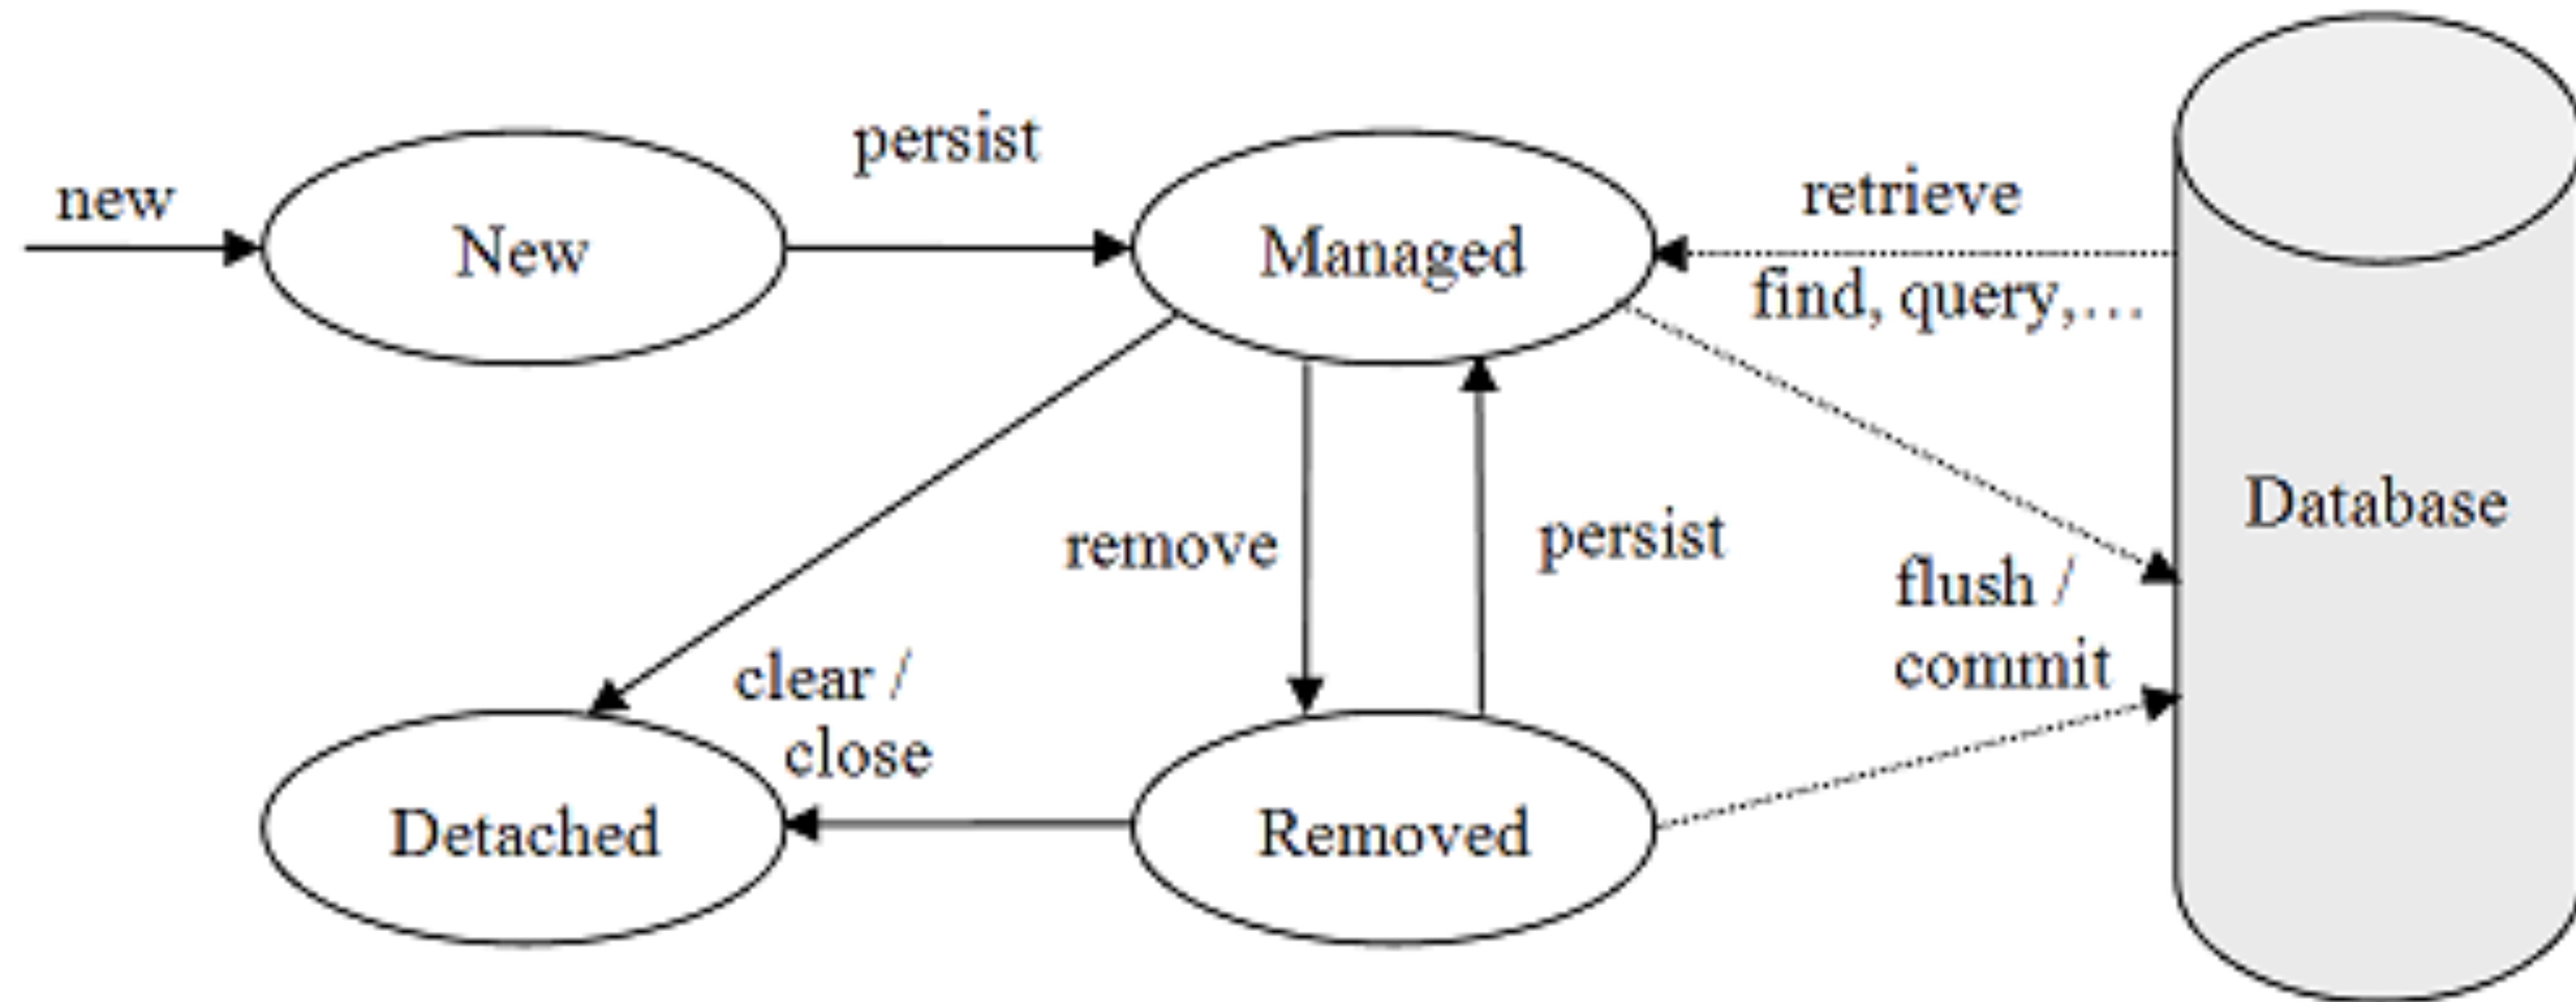 new
New
persist
Managed
retrieve
find, query,...
Database
remove
persist
flush /
commit
clear /
close
Detached
Removed